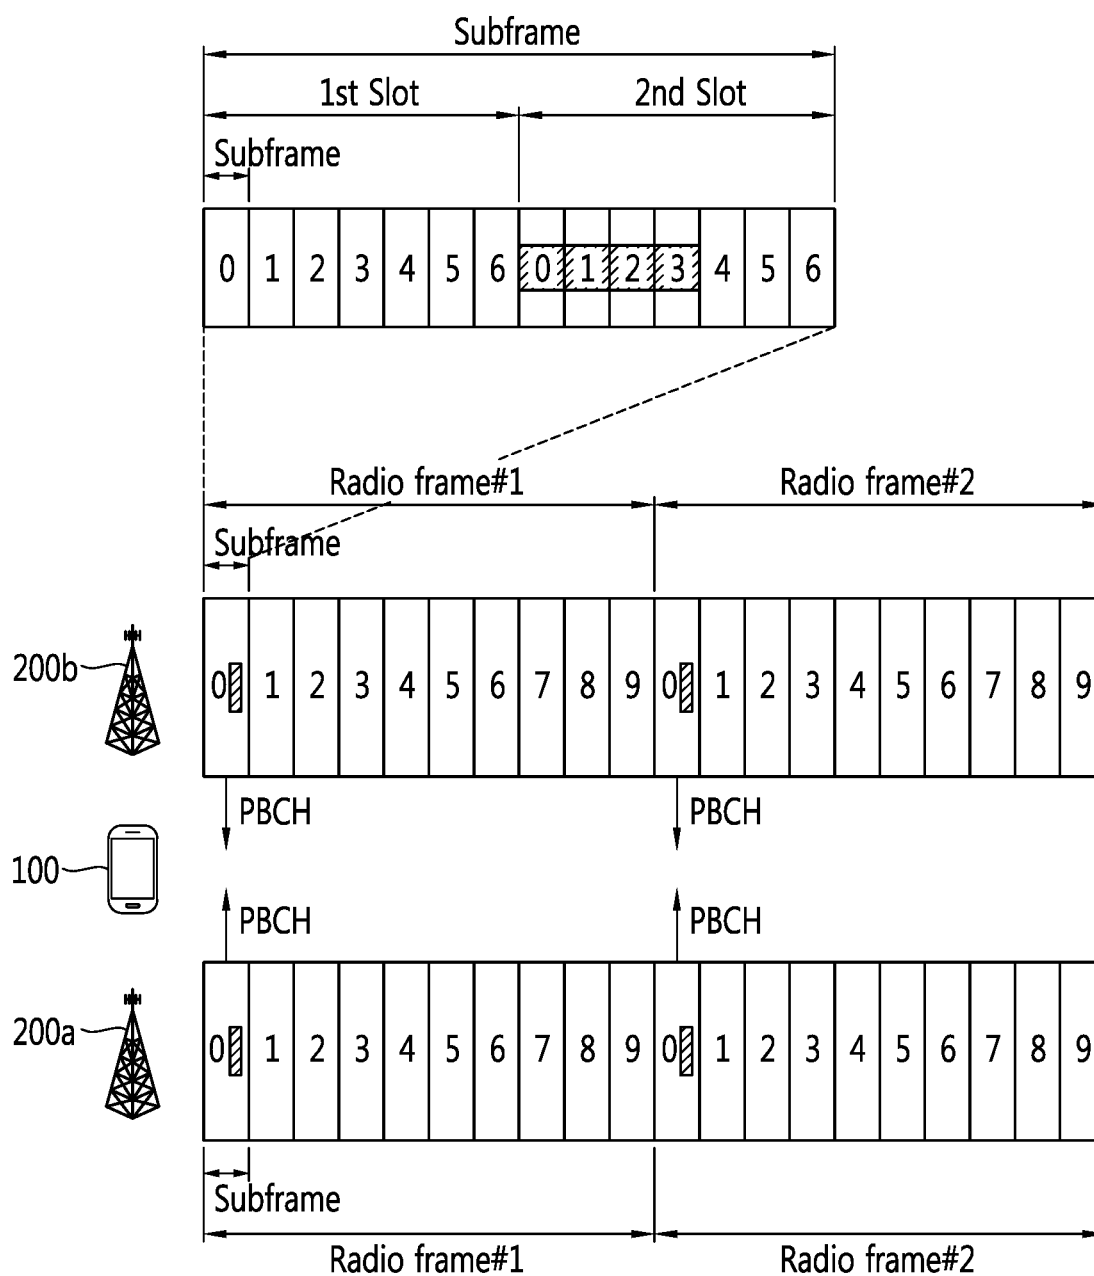 Subframe
1st Slot 2nd Slot
Subframe
0 1 2 3 4 5 6 0 1 2 3 4 5 6
Radio frame#1 Radio frame#2
Subframe
200b 0 1 2 3 4 5 6 7 8 9 0 1 2 3 4 5 6 7 8 9
PBCH PBCH
100
PBCH PBCH
200a 0 1 2 3 4 5 6 7 8 9 0 1 2 3 4 5 6 7 8 9
Subframe
Radio frame#1 Radio frame#2